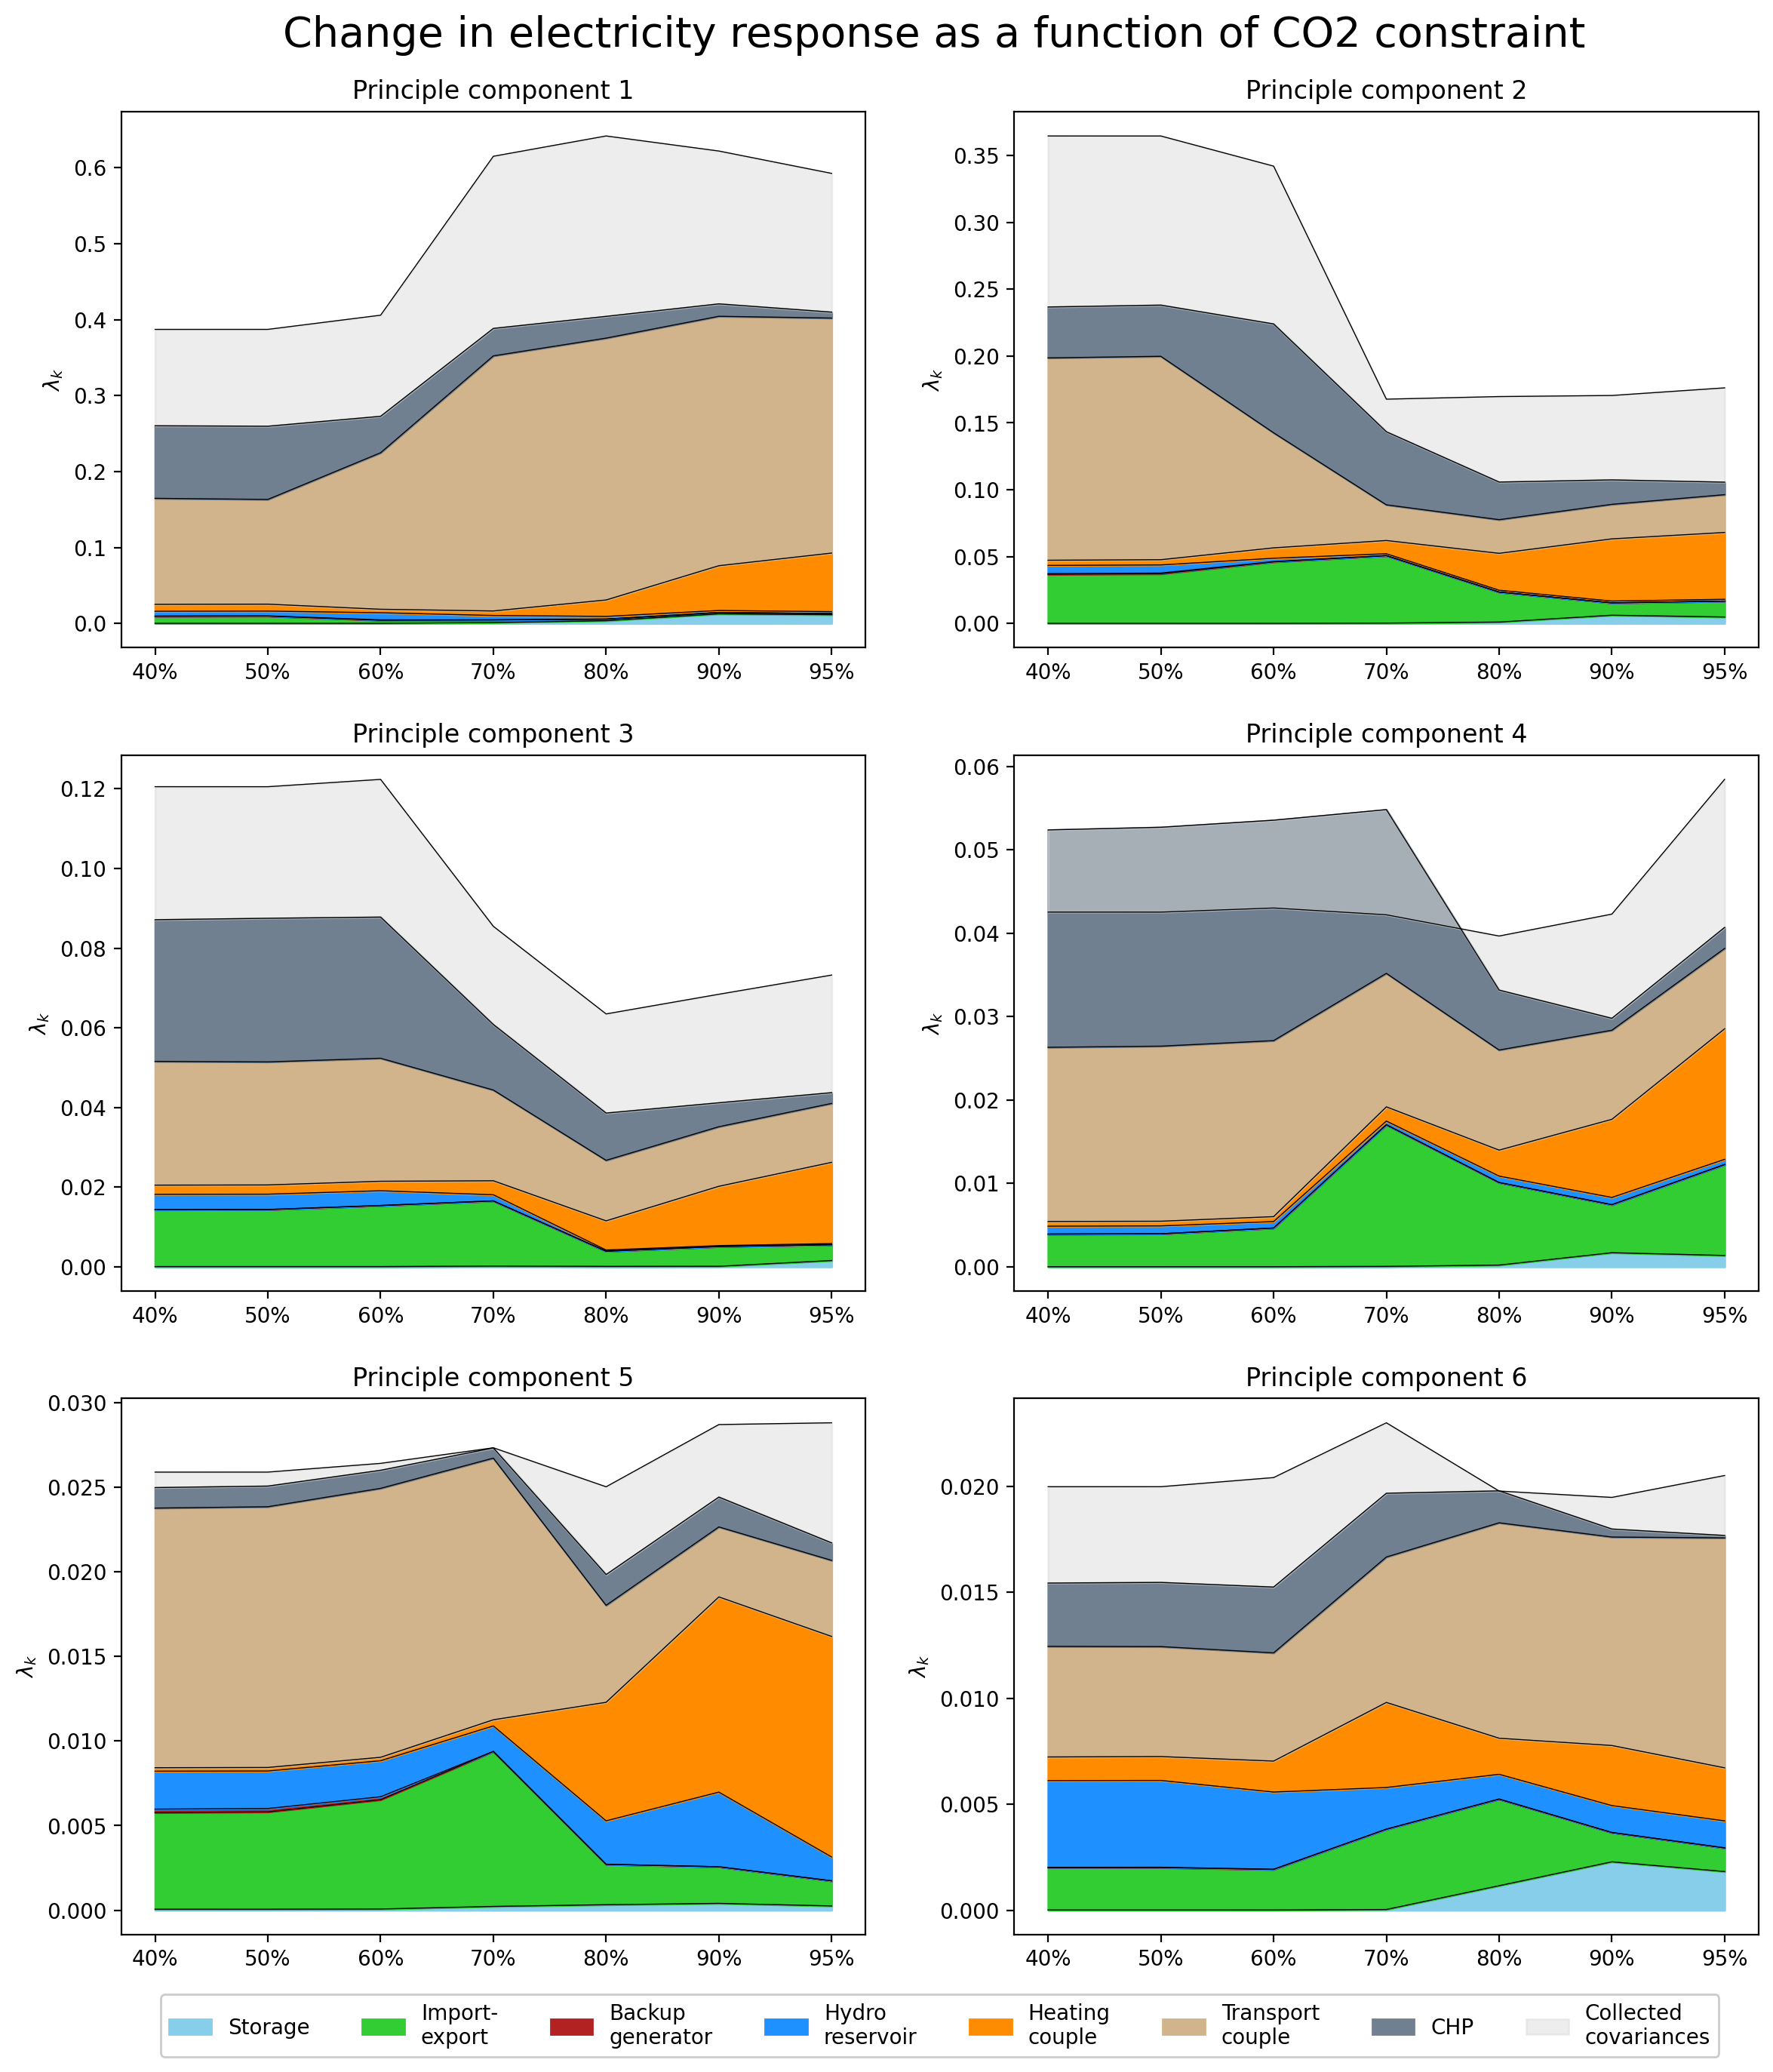 Change in electricity response as a function of CO2 constraint
Principle component 1
0.6
0.5
0.4
0.3
0.2
0.1
0.0
λk
40% 50% 60% 70% 80% 90% 95%
Principle component 2
0.35
0.30
0.25
0.20
0.15
0.10
0.05
0.00
λk
40% 50% 60% 70% 80% 90% 95%
Principle component 3
0.12
0.10
0.08
0.06
0.04
0.02
0.00
λk
40% 50% 60% 70% 80% 90% 95%
Principle component 4
0.06
0.05
0.04
0.03
0.02
0.01
0.00
λk
40% 50% 60% 70% 80% 90% 95%
Principle component 5
0.030
0.025
0.020
0.015
0.010
0.005
0.000
λk
40% 50% 60% 70% 80% 90% 95%
Principle component 6
0.020
0.015
0.010
0.005
0.000
λk
40% 50% 60% 70% 80% 90% 95%
Storage
Import-
export
Backup
generator
Hydro
reservoir
Heating
couple
Transport
couple
CHP
Collected
covariances